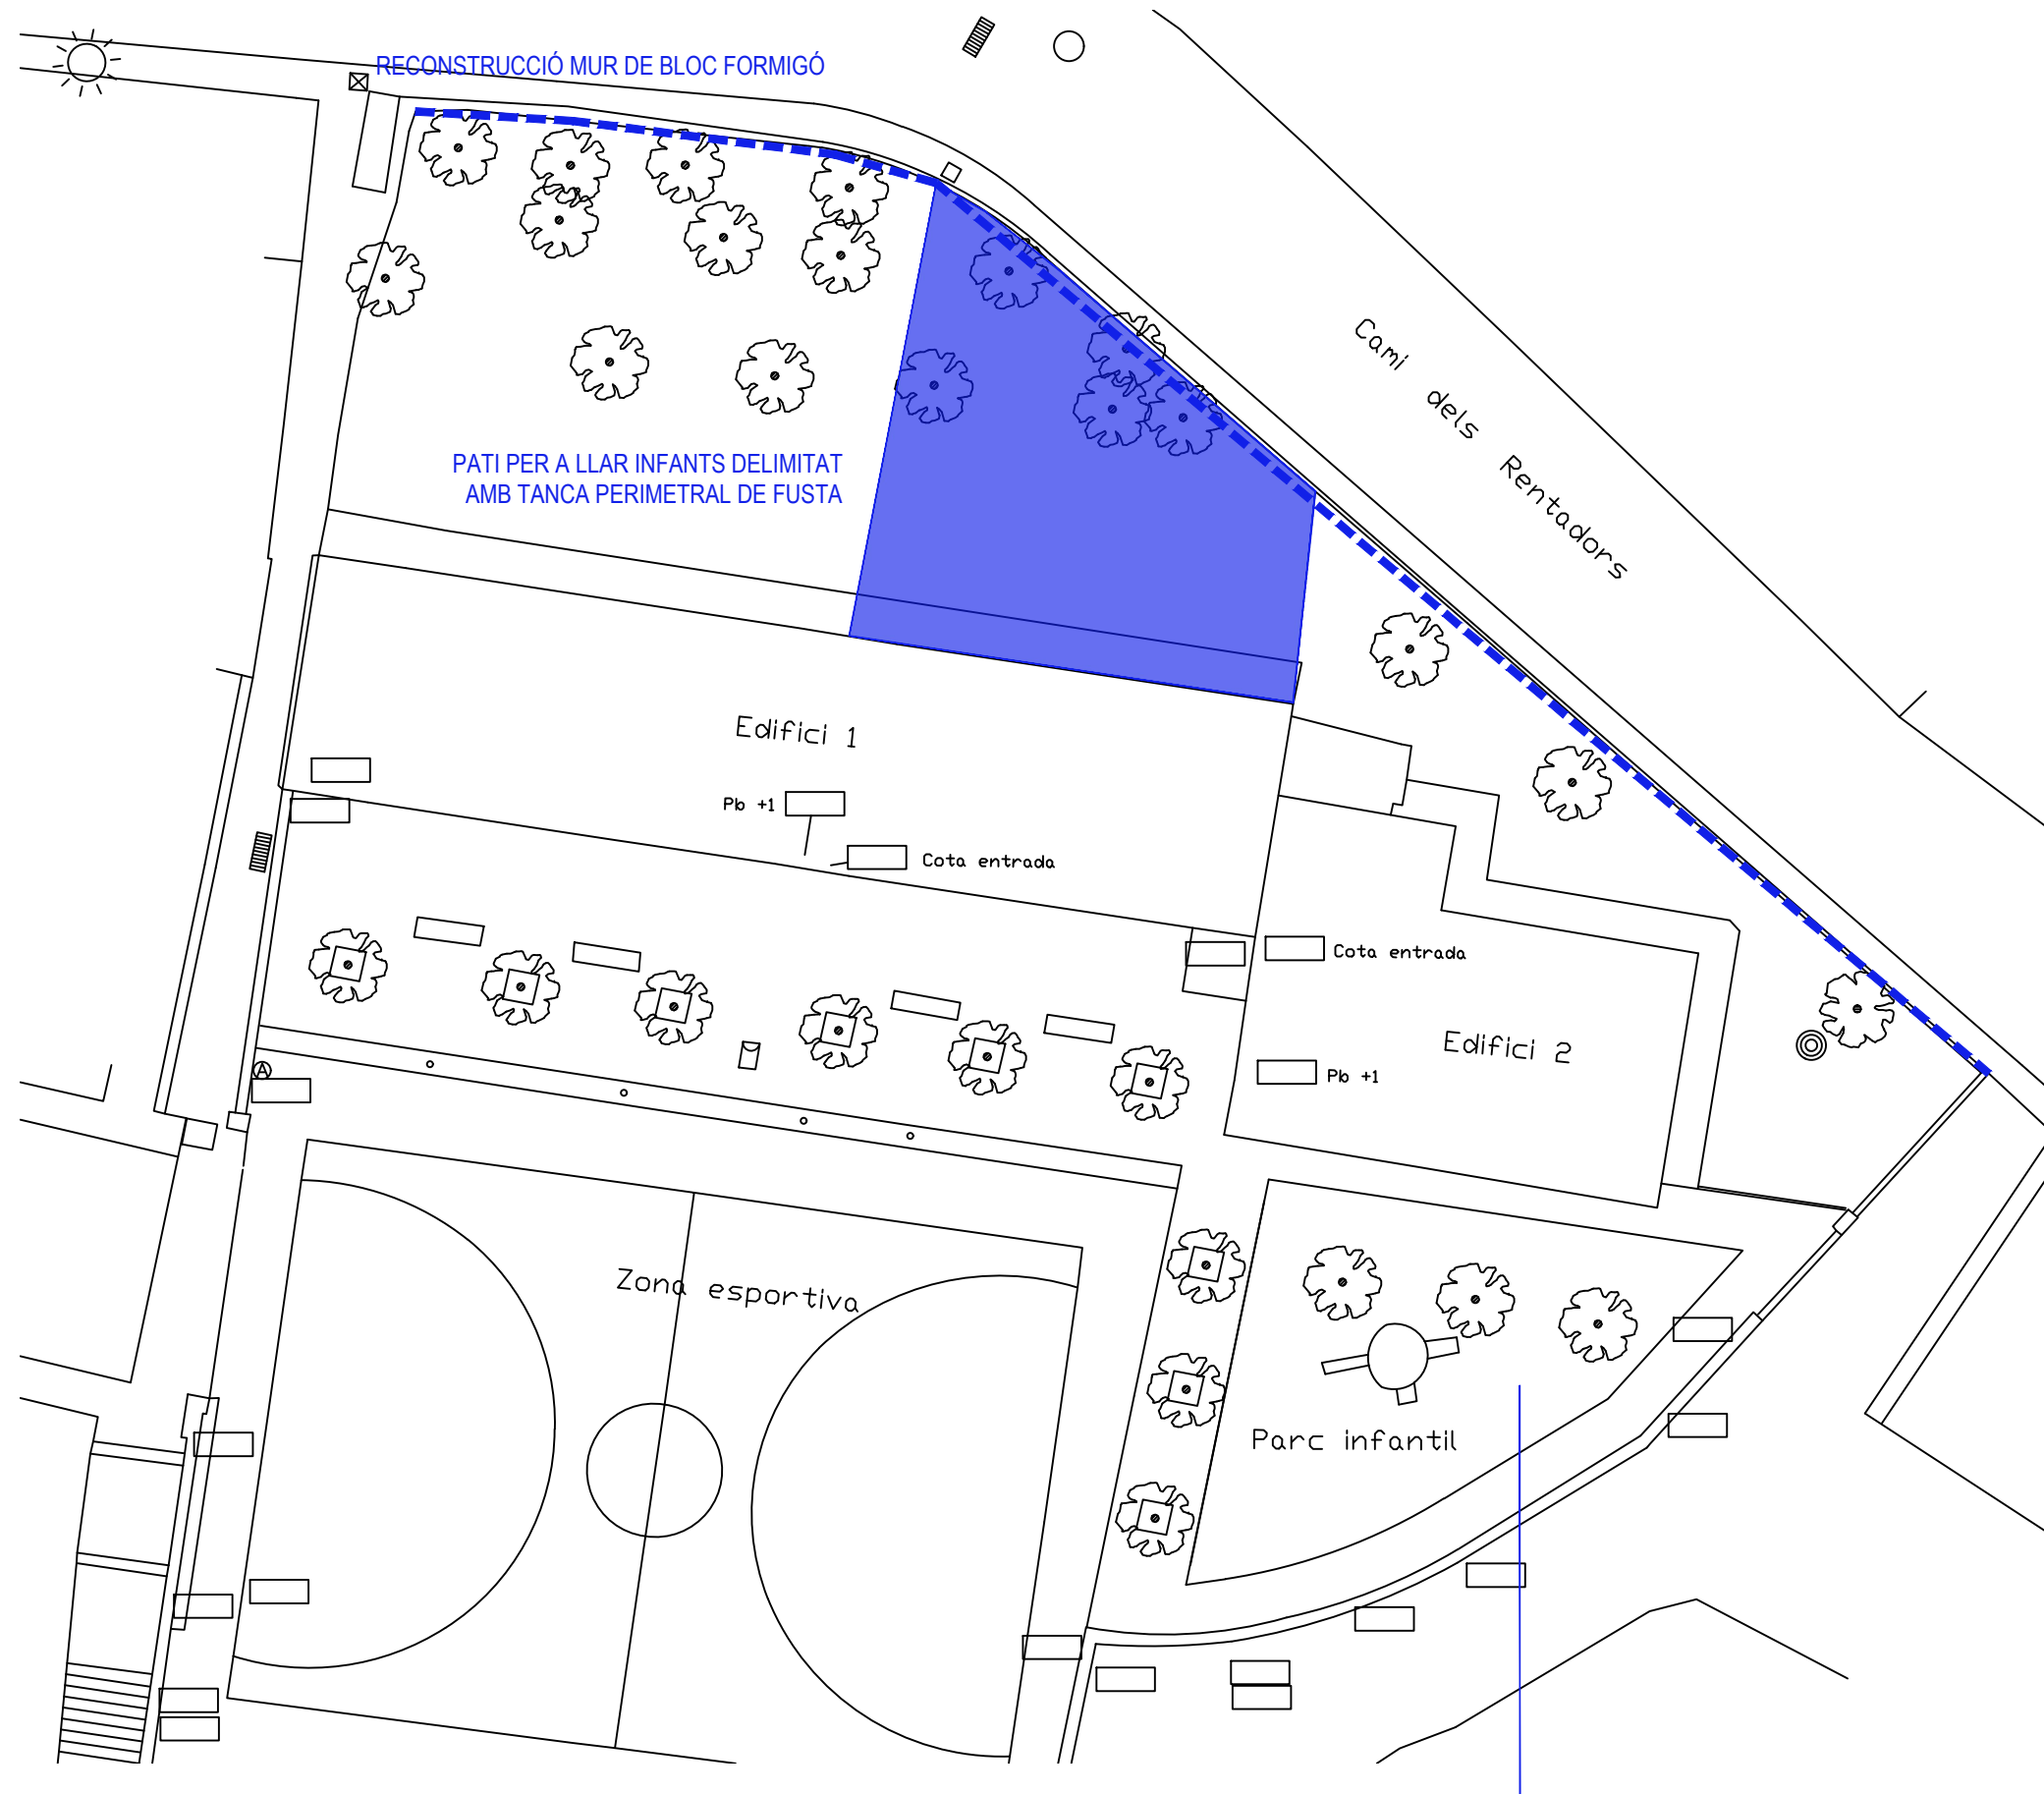 RECONSTRUCCIÓ MUR DE BLOC FORMIGÓ
Cami dels Rentadors
PATI PER A LLAR INFANTS DELIMITAT
AMB TANCA PERIMETRAL DE FUSTA
Edifici 1
Pb +1
Cota entrada
Cota entrada
Edifici 2
Pb +1
A
Zona esportiva
Parc infantil